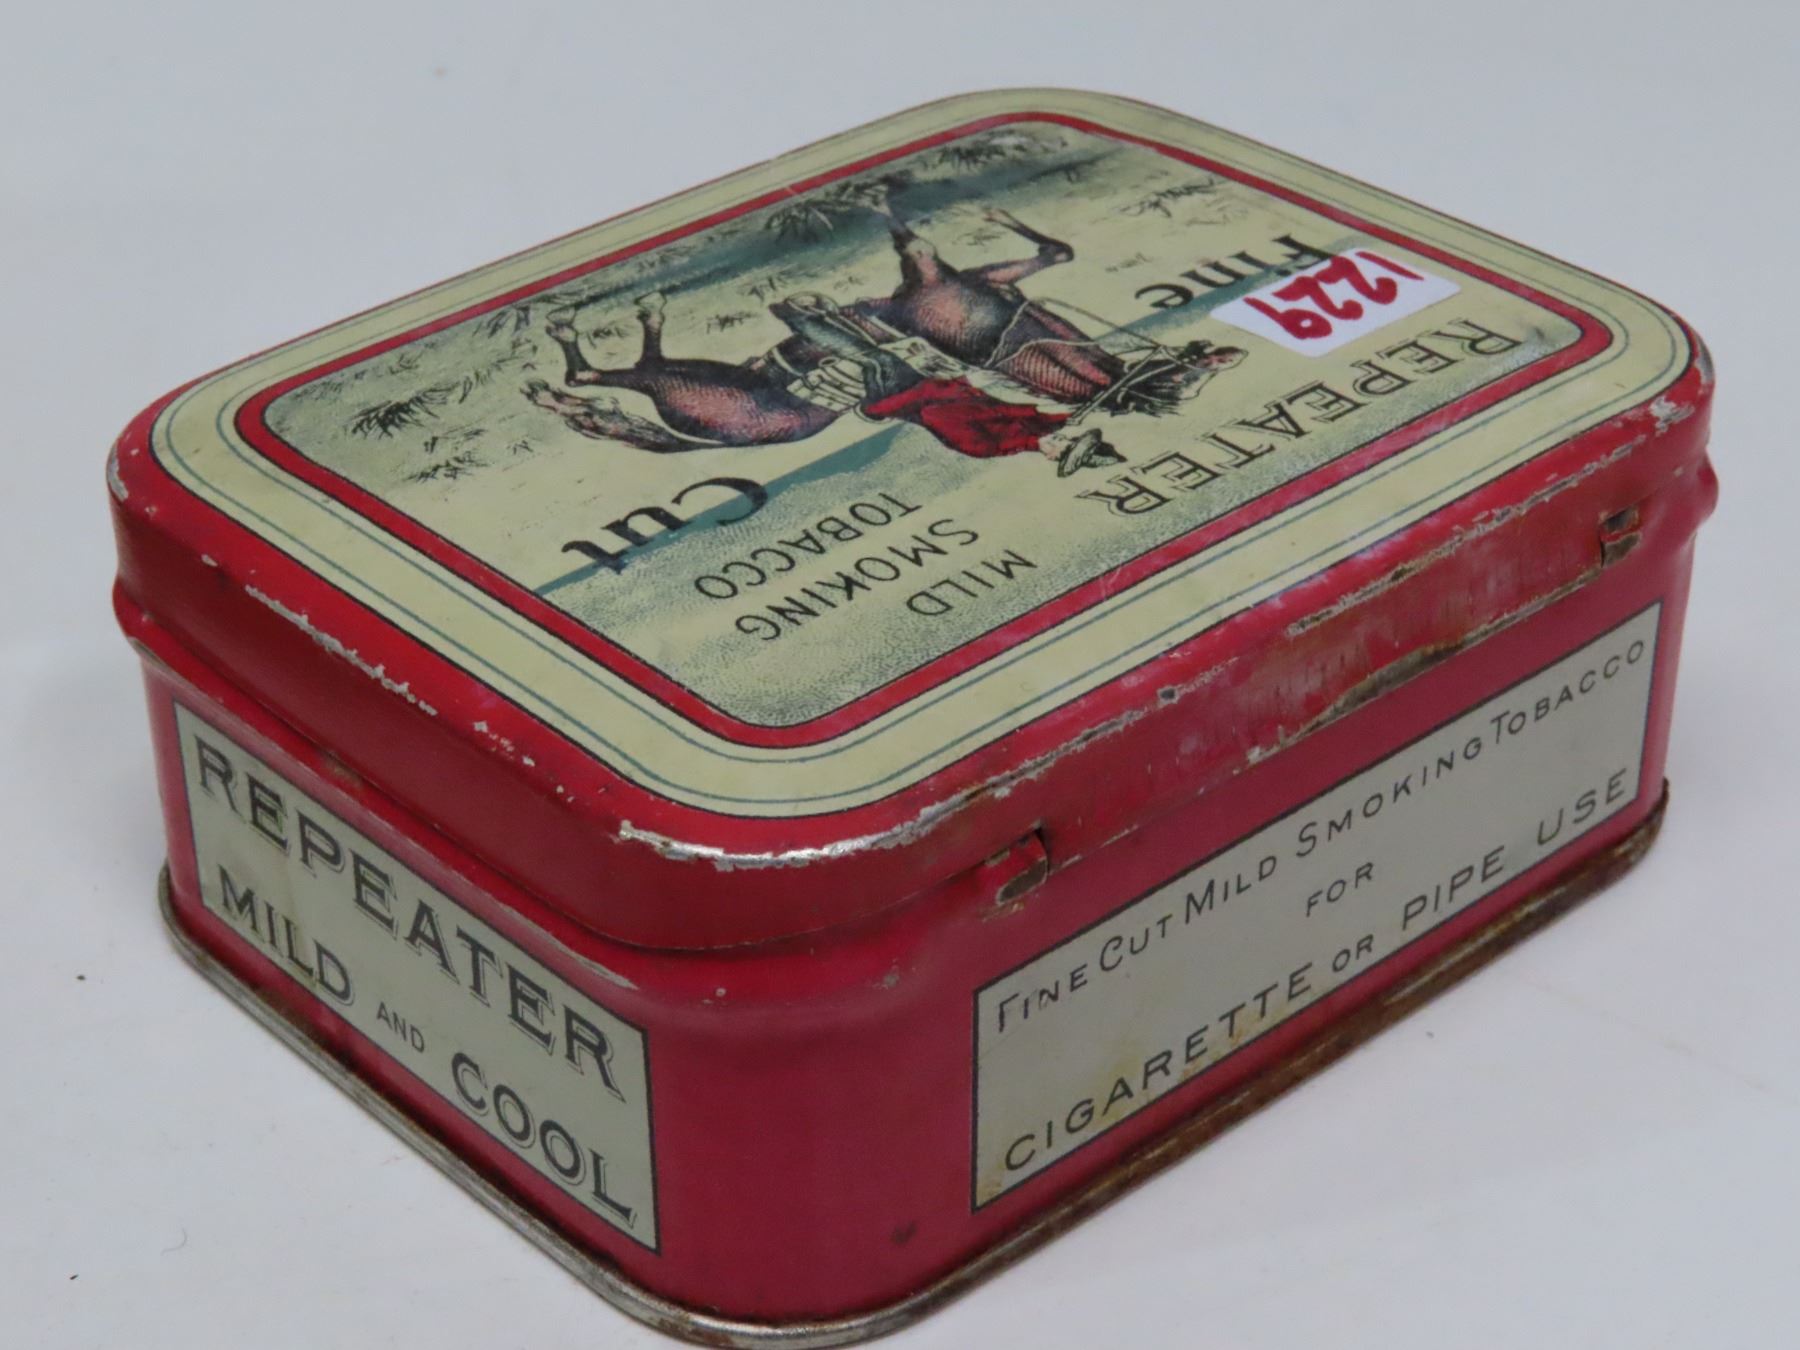 REPEATER
Fine Cut
MILD
SMOKING
TOBACCO
1229
REPEATER
MILD AND COOL
FINE CUT MILD SMOKING TOBACCO
FOR
CIGARETTE OR PIPE USE